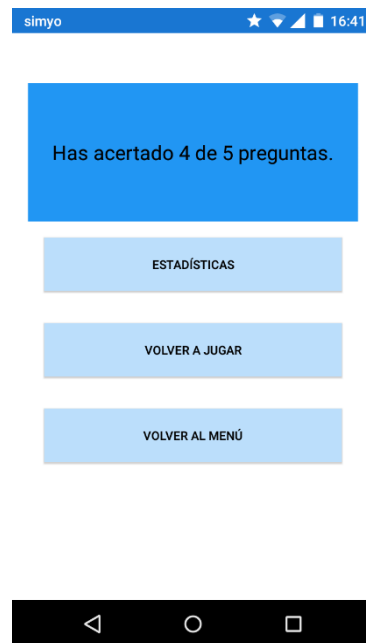 simyo 16:41
Has acertado 4 de 5 preguntas.
ESTADÍSTICAS
VOLVER A JUGAR
VOLVER AL MENÚ